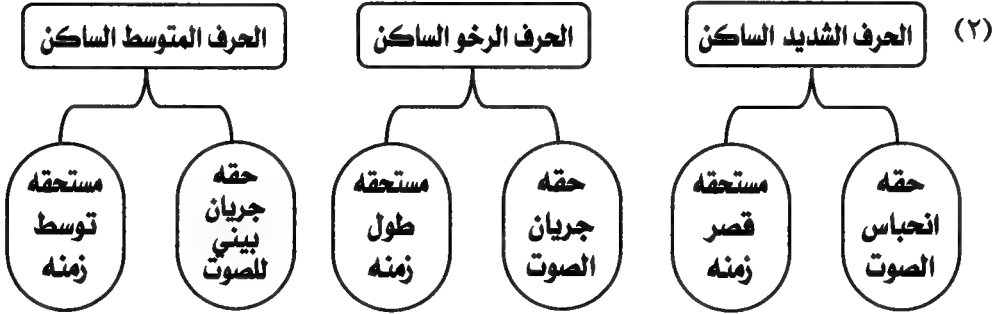 (٢)
الحرف الشديد الساكن
حقه
انحباس
الصوت
مستحقه
قصر
زمنه
الحرف الرخو الساكن
حقه
جريان
الصوت
مستحقه
طول
زمنه
الحرف المتوسط الساكن
حقه
جريان
بيني
للصوت
مستحقه
توسط
زمنه